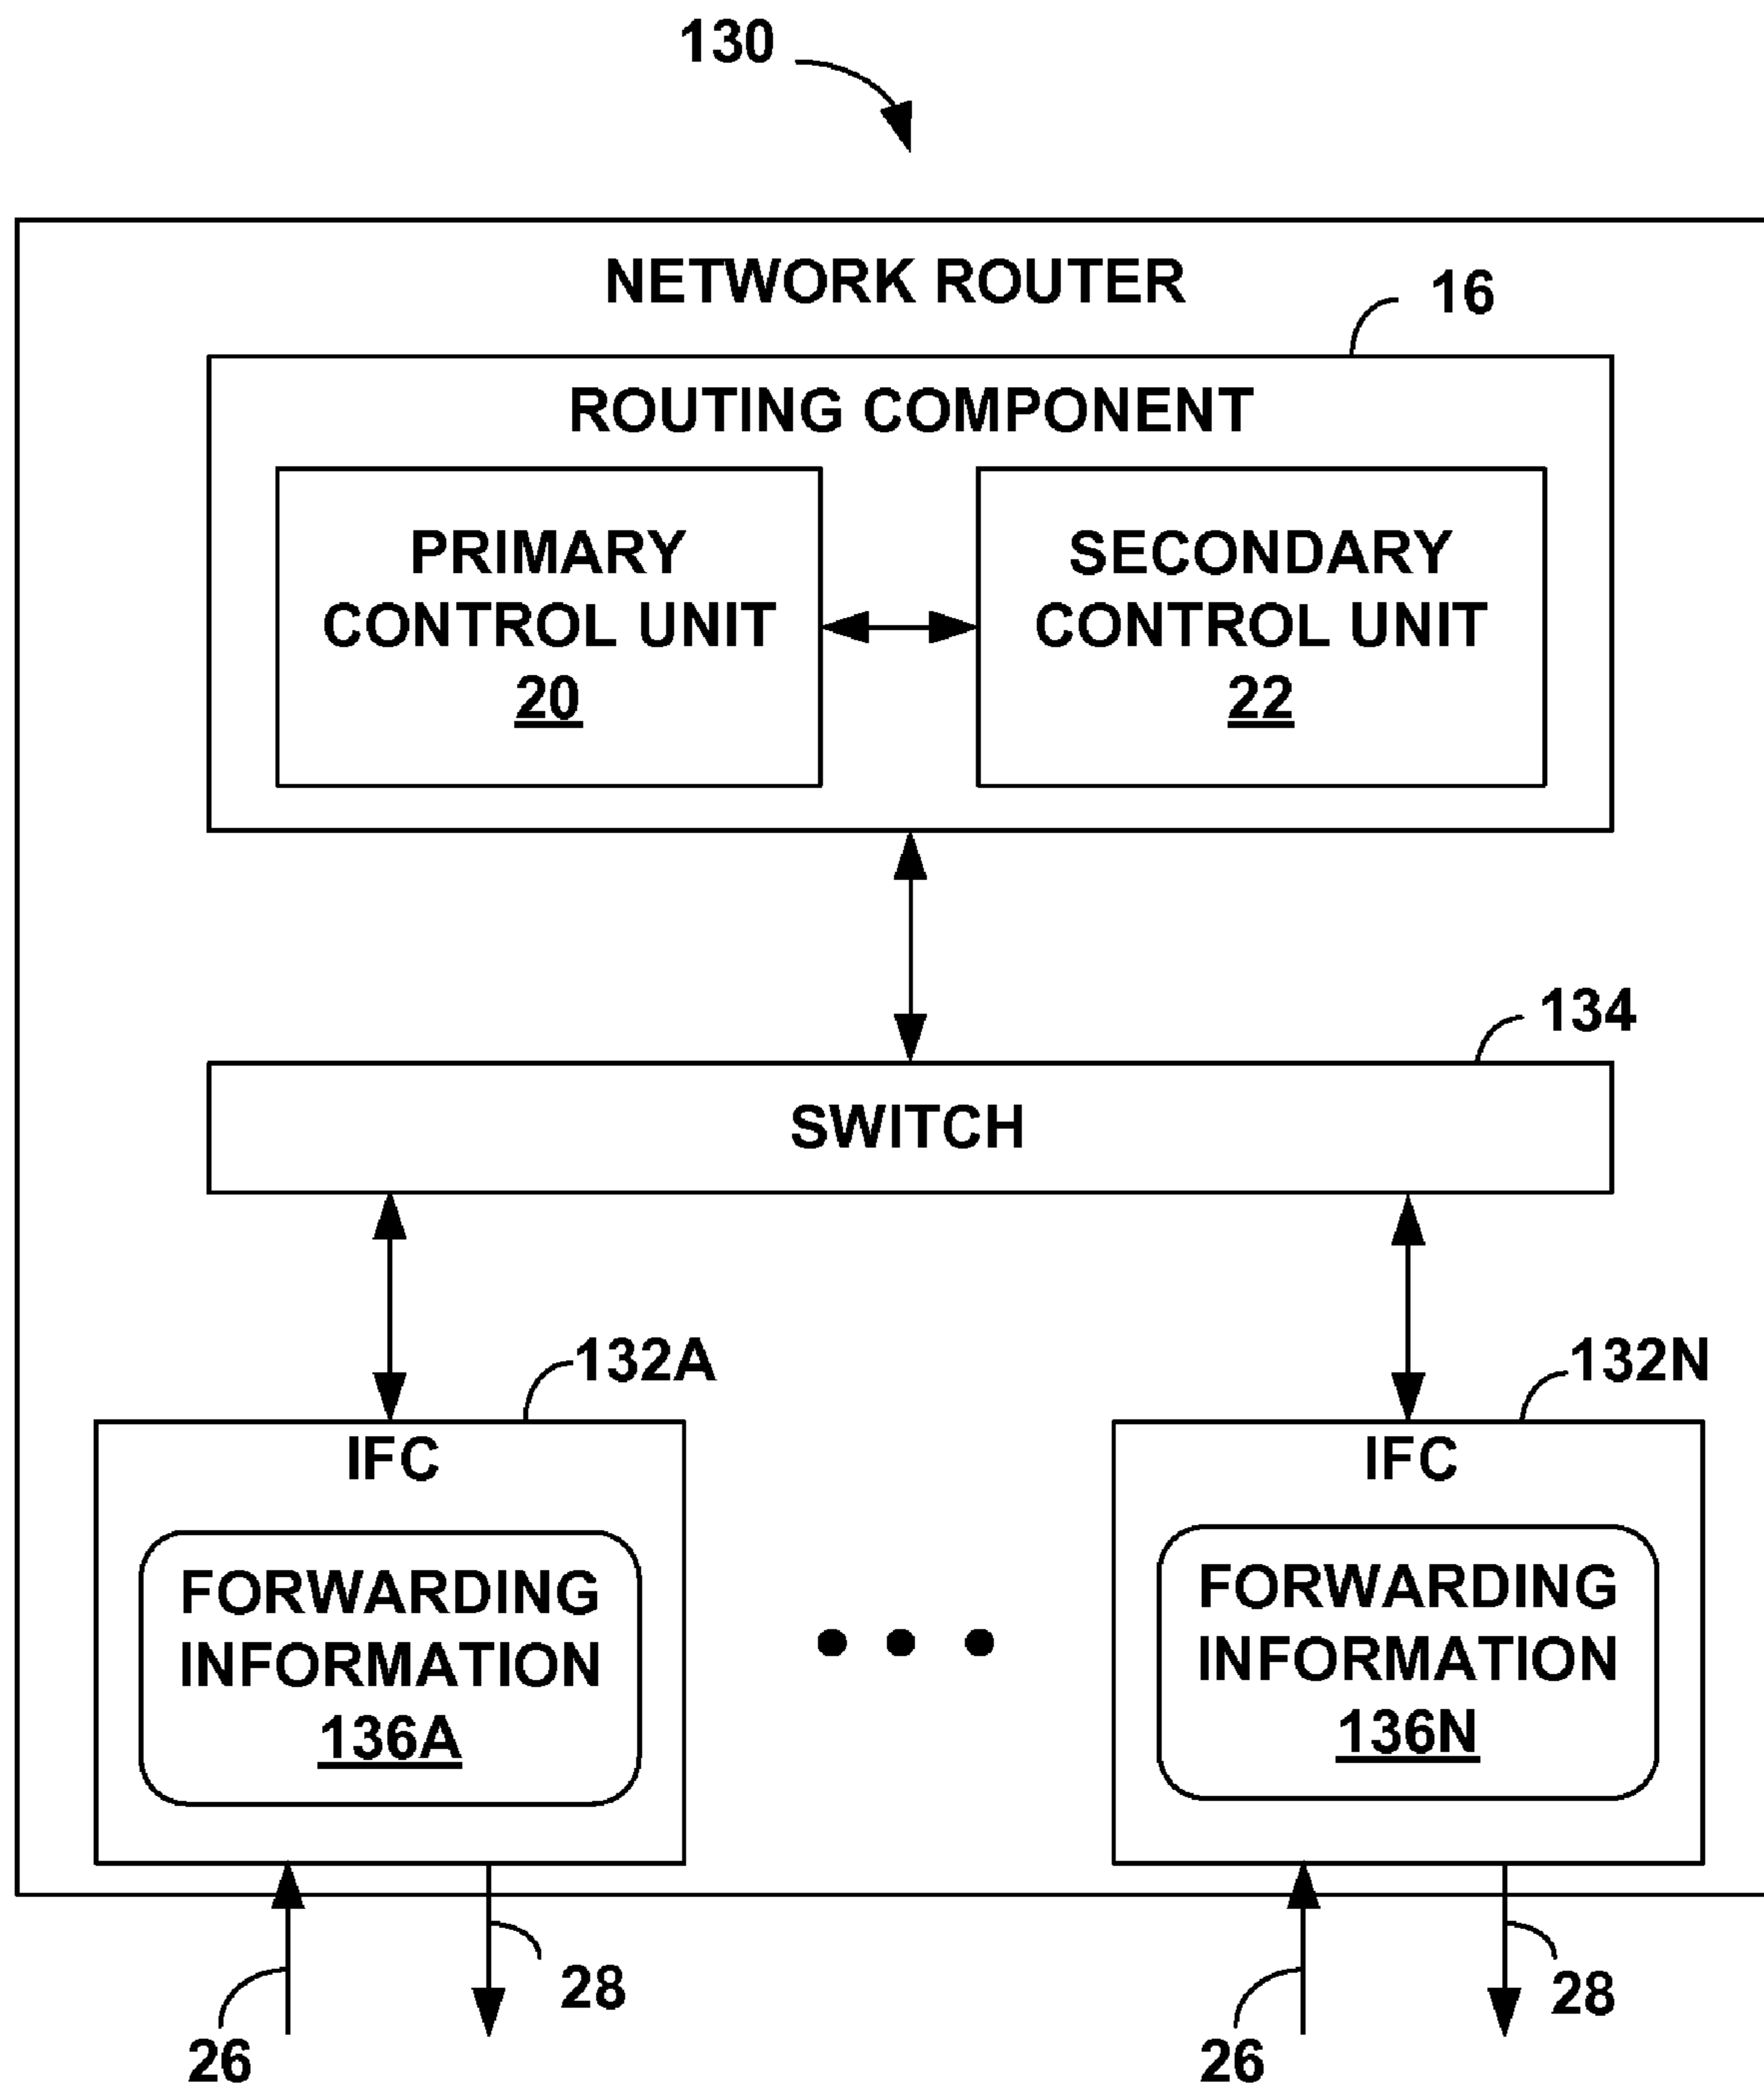 130
NETWORK ROUTER
16
ROUTING COMPONENT
PRIMARY
CONTROL UNIT
20
SECONDARY
CONTROL UNIT
22
134
SWITCH
132A
132N
IFC
FORWARDING
INFORMATION
136A
IFC
FORWARDING
INFORMATION
136N
26
28
26
28